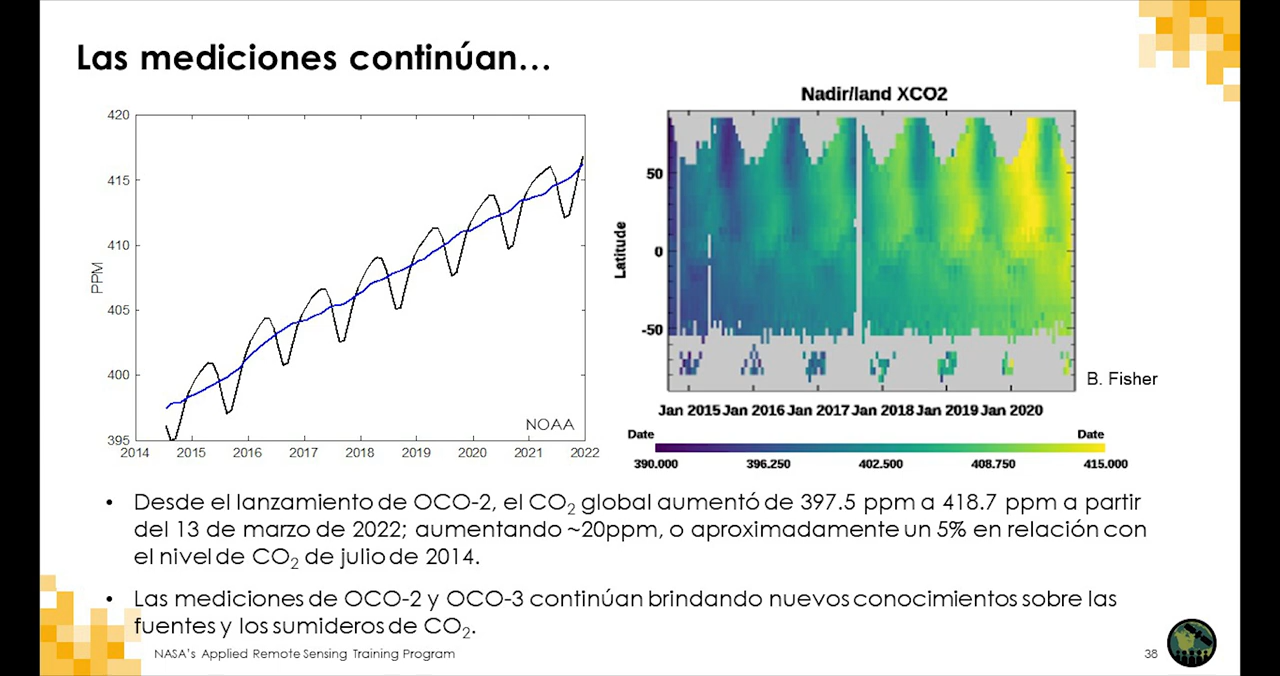 Las mediciones continúan...
420
415
410
405
400
395
PPM
NOAA
2014 2015 2016 2017 2018 2019 2020 2021 2022
Nadir/land XCO2
50
0
-50
Latitude
B. Fisher
Jan 2015 Jan 2016 Jan 2017 Jan 2018 Jan 2019 Jan 2020
Date Date
390.000 396.250 402.500 408.750 415.000
• Desde el lanzamiento de OCO-2, el CO₂ global aumentó de 397.5 ppm a 418.7 ppm a partir
del 13 de marzo de 2022; aumentando ~20ppm, o aproximadamente un 5% en relación con
el nivel de CO₂ de julio de 2014.
• Las mediciones de OCO-2 y OCO-3 continúan brindando nuevos conocimientos sobre las
fuentes y los sumideros de CO₂.
NASA's Applied Remote Sensing Training Program
38